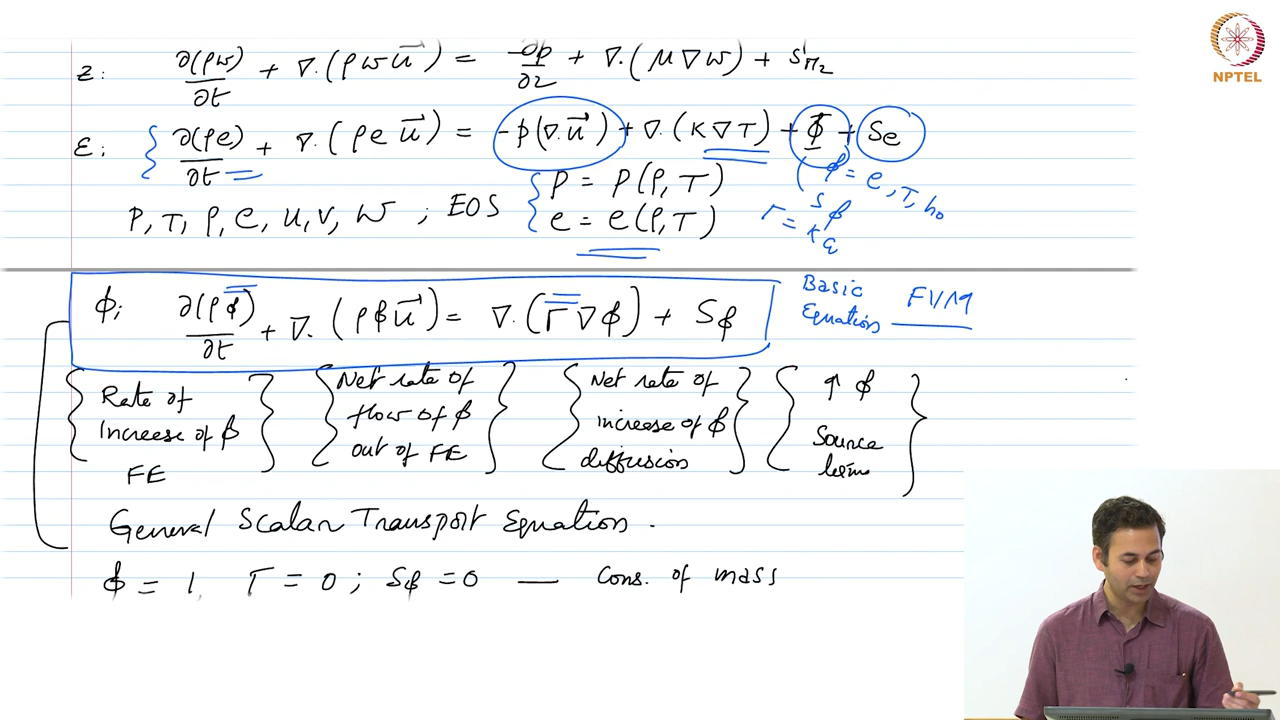 NPTEL
z: ∂(ρw)/∂t + ∇.(ρw u⃗) = -∂p/∂z + ∇.(μ∇w) + S_Mz
E: { ∂(ρe)/∂t + ∇.(ρe u⃗) = -p(∇.u⃗) + ∇.(K∇T) + Φ + Se
P, T, ρ, e, u, v, w ; EOS { p = p(ρ, T)
e = e(ρ, T)
ϕ = e, T, h₀
Sϕ
Γ = K
ϕ: ∂(ρϕ)/∂t + ∇.(ρϕu⃗) = ∇.(Γ∇ϕ) + Sϕ
Basic
Equation FVM
{ Rate of Increese of ϕ FE }
{ Net rate of flow of ϕ out of FE }
{ Net rate of increase of ϕ diffusion }
{ ↑ ϕ Source term }
General Scalar Transport Equation.
ϕ = 1, Γ = 0 ; Sϕ = 0 — Cons. of mass